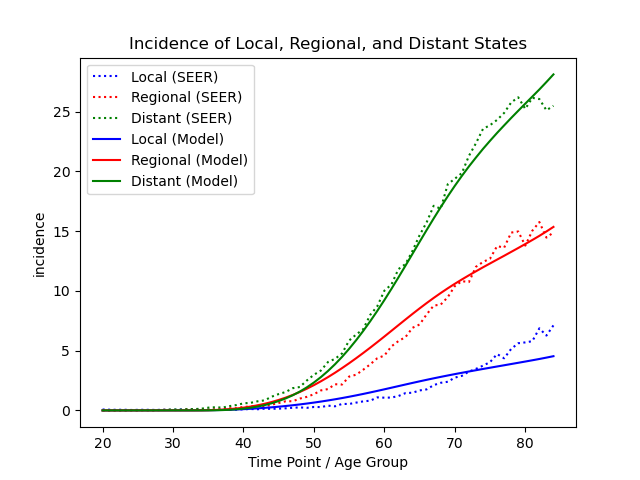 Incidence of Local, Regional, and Distant States
Local (SEER)
Regional (SEER)
Distant (SEER)
Local (Model)
Regional (Model)
Distant (Model)
incidence
25
20
15
10
5
0
20 30 40 50 60 70 80
Time Point / Age Group